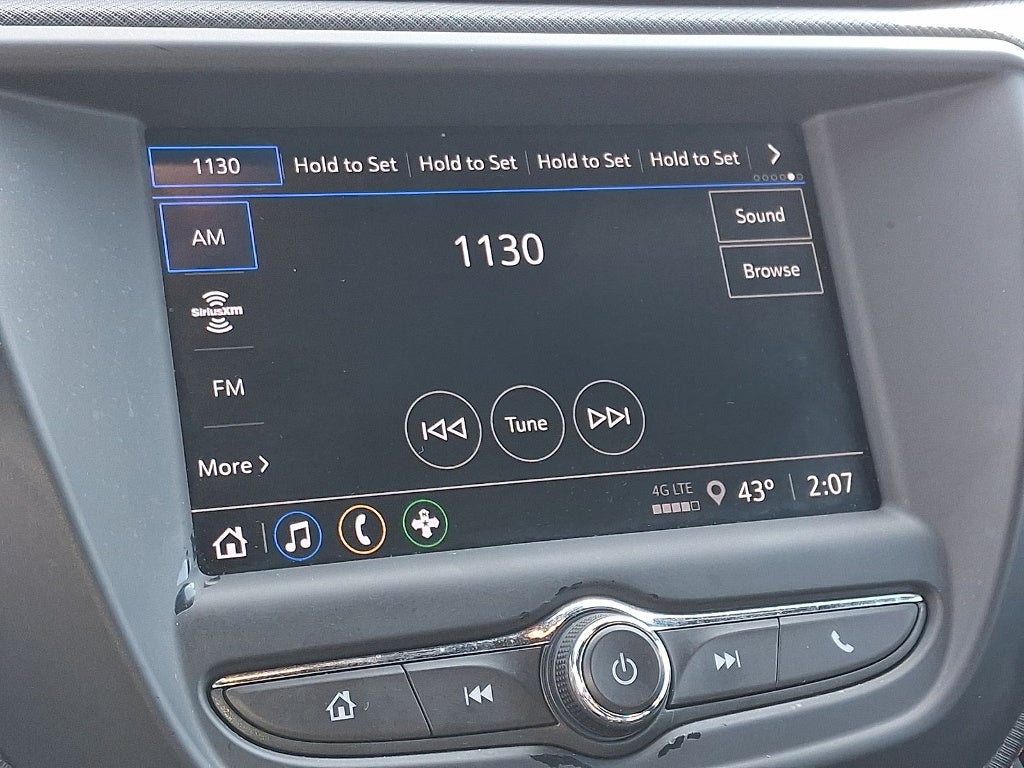 1130 Hold to Set Hold to Set Hold to Set Hold to Set
AM
1130
Sound
Browse
SiriusXM
FM
Tune
More
4G LTE
43° 2:07
N